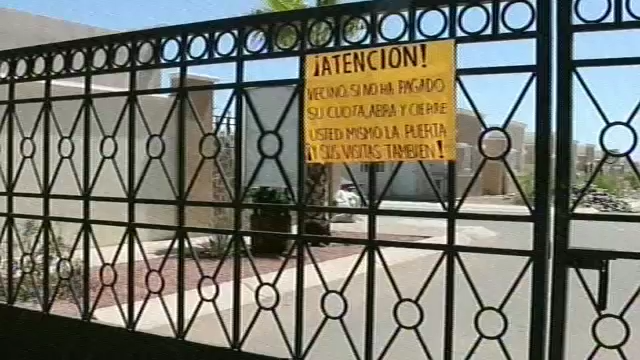 ¡ATENCION!
VECINO, SI NO HA PAGADO
SU CUOTA, ABRA Y CIERRE
USTED MISMO LA PUERTA
¡Y SUS VISITAS TAMBIEN!